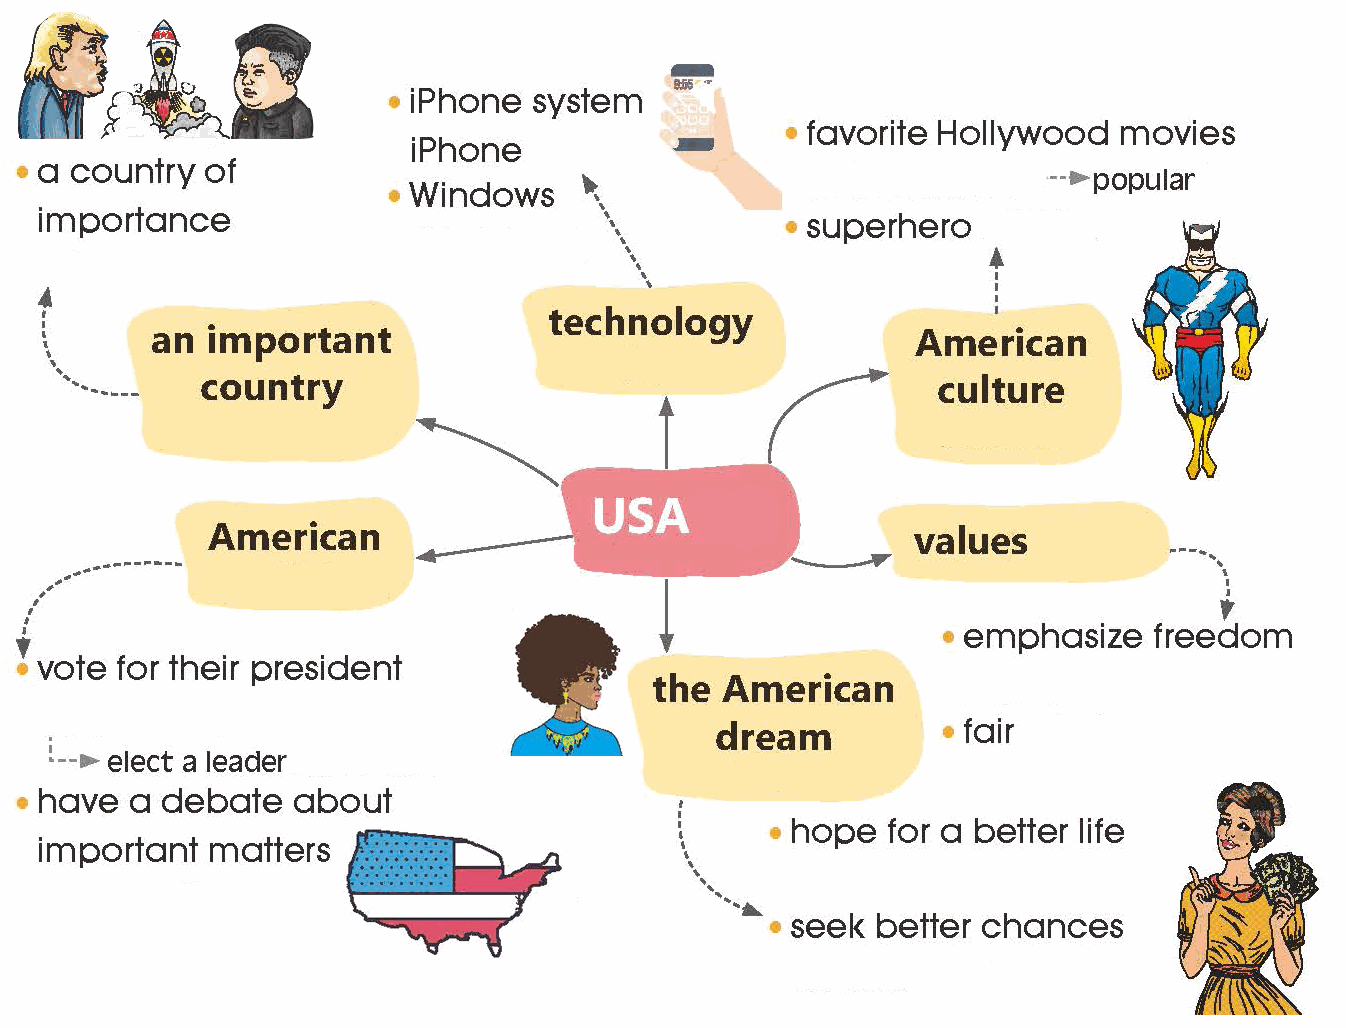 • iPhone system
iPhone
• Windows
• favorite Hollywood movies
popular
• superhero
• a country of
importance
an important
country
technology
American
culture
USA
American
values
• vote for their president
elect a leader
• have a debate about
important matters
the American
dream
• emphasize freedom
• fair
• hope for a better life
• seek better chances